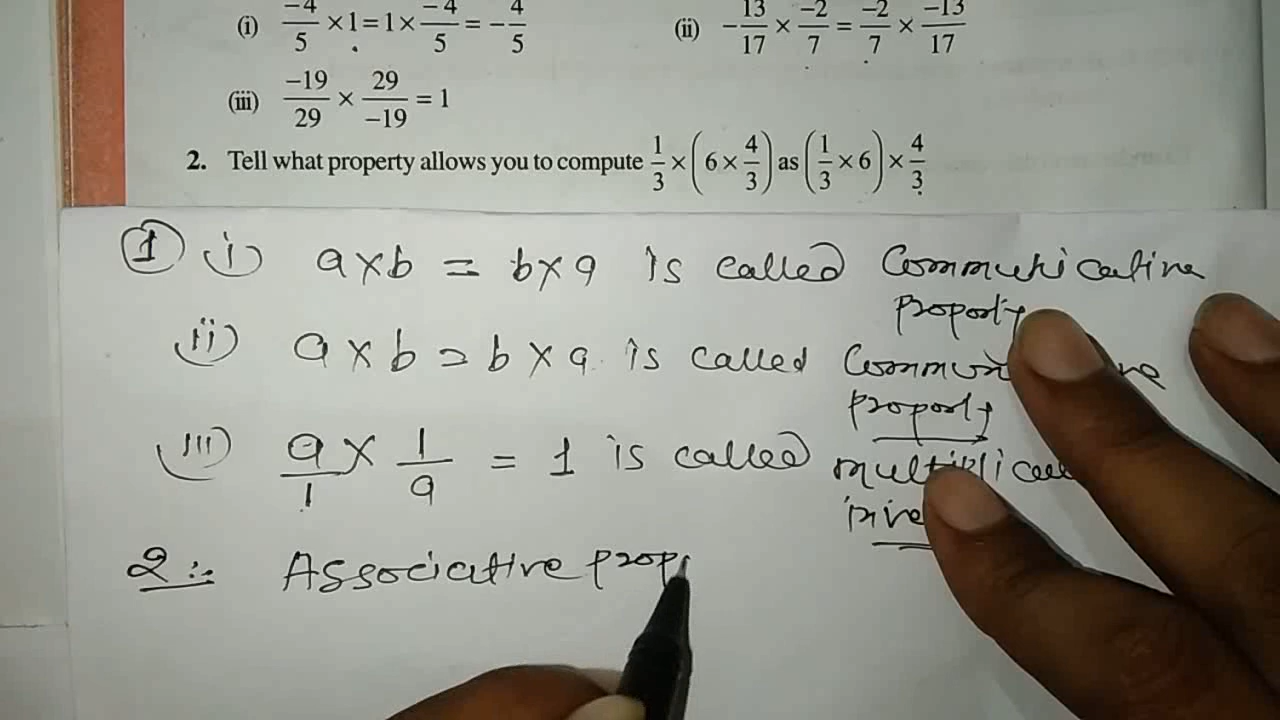 (i) -4/5 × 1 = 1 × -4/5 = -4/5 (ii) -13/17 × -2/7 = -2/7 × -13/17
(iii) -19/29 × 29/-19 = 1
2. Tell what property allows you to compute 1/3 × (6 × 4/3) as (1/3 × 6) × 4/3
① i) a×b = b×a is called Communicative
property
ii) a×b = b×a is called
property
iii) a/1 × 1/a = 1 is called
2 :- Associative prop